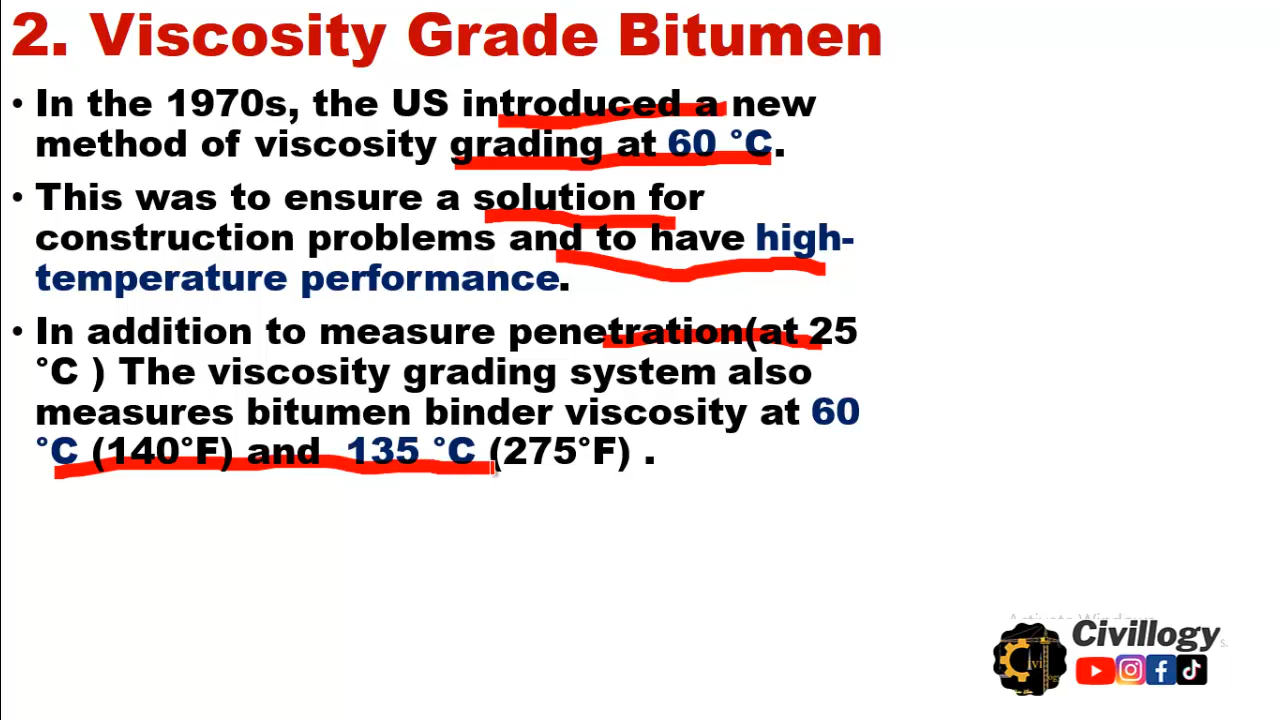 2. Viscosity Grade Bitumen
• In the 1970s, the US introduced a new
method of viscosity grading at 60 °C.
• This was to ensure a solution for
construction problems and to have high-
temperature performance.
• In addition to measure penetration(at 25
°C ) The viscosity grading system also
measures bitumen binder viscosity at 60
°C (140°F) and 135 °C (275°F) .
Civillogy